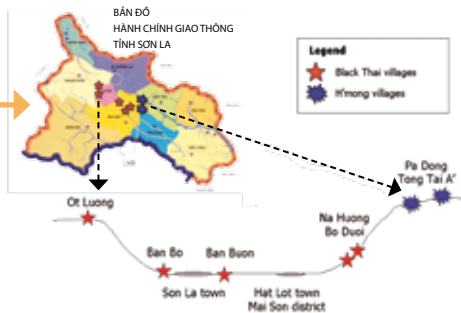 BẢN ĐỒ
HÀNH CHÍNH GIAO THÔNG
TỈNH SƠN LA
Legend
Black Thai villages
H'mong villages
Pa Dong
Tong Tai A'
Ot Luong
Na Huong
Bo Duoi
Ban Bo
Ban Buon
Son La town
Hat Lot town
Mai Son district